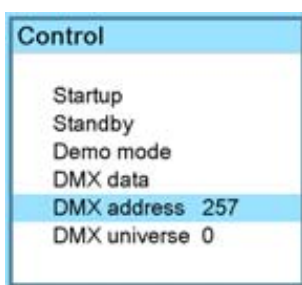 Control
Startup
Standby
Demo mode
DMX data
DMX address 257
DMX universe 0